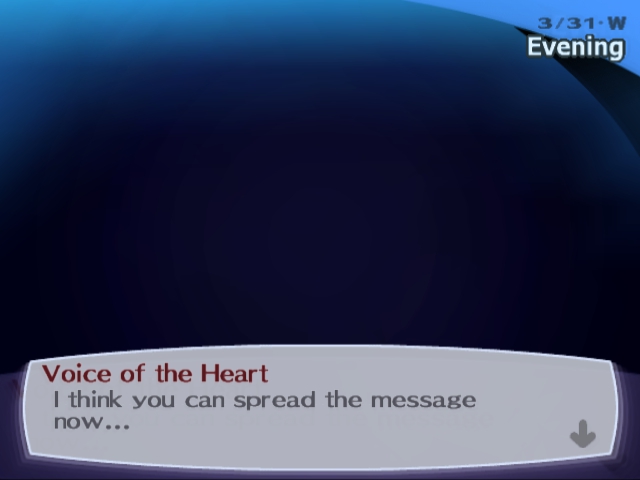 3/31·W
Evening
Voice of the Heart
I think you can spread the message
now...